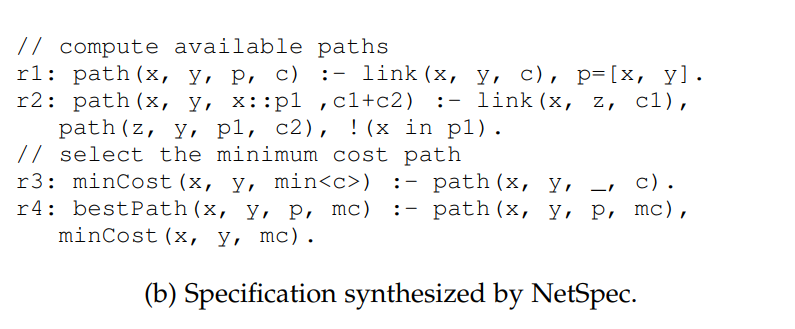 // compute available paths
r1: path(x, y, p, c) :- link(x, y, c), p=[x, y].
r2: path(x, y, x::p1 ,c1+c2) :- link(x, z, c1),
path(z, y, p1, c2), !(x in p1).
// select the minimum cost path
r3: minCost(x, y, min<c>) :- path(x, y, _, c).
r4: bestPath(x, y, p, mc) :- path(x, y, p, mc),
minCost(x, y, mc).
(b) Specification synthesized by NetSpec.